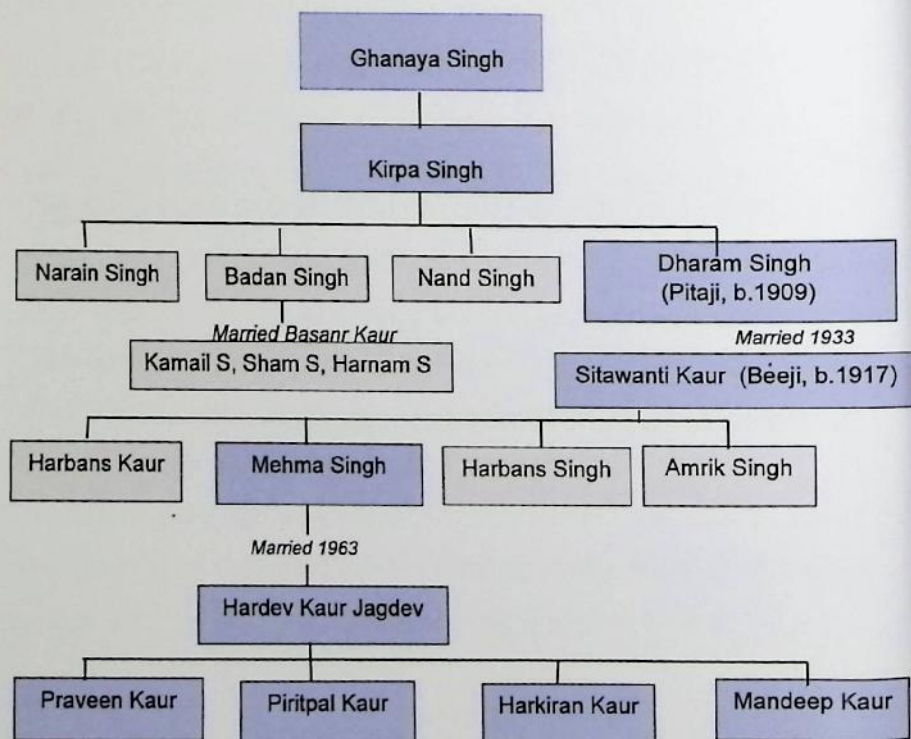 Ghanaya Singh
Kirpa Singh
Narain Singh
Badan Singh
Nand Singh
Dharam Singh
(Pitaji, b.1909)
Married Basanr Kaur
Married 1933
Kamail S, Sham S, Harnam S
Sitawanti Kaur (Beeji, b.1917)
Harbans Kaur
Mehma Singh
Harbans Singh
Amrik Singh
Married 1963
Hardev Kaur Jagdev
Praveen Kaur
Piritpal Kaur
Harkiran Kaur
Mandeep Kaur